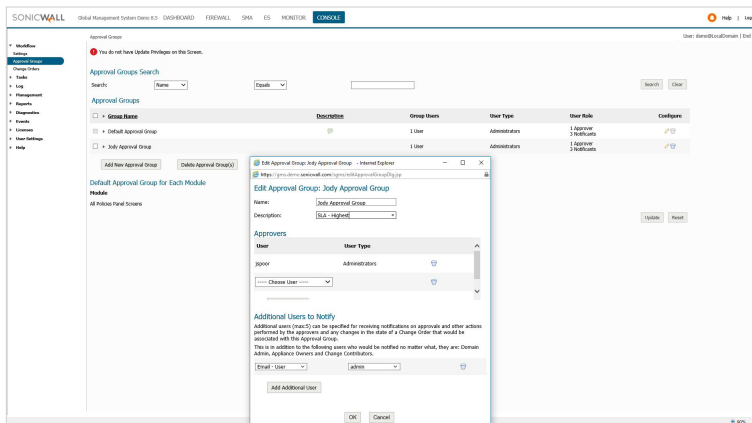 SONICWALL Global Management System Demo 8.5 DASHBOARD FIREWALL SMA ES MONITOR CONSOLE Help |
Approval Groups User: demo@LocalDomain | End
Workflow
Settings
Approval Groups
Change Orders
Tasks
Log
Management
Reports
Diagnostics
Events
Licenses
User Settings
Help
You do not have Update Privileges on this Screen.
Approval Groups Search
Search: Name Equals Search Clear
Approval Groups
Group Name Description Group Users User Type User Role Configure
Default Approval Group 1 User Administrators 1 Approver
3 Notificants
Jody Approval Group 1 User Administrators 1 Approver
3 Notificants
Add New Approval Group Delete Approval Group(s)
Default Approval Group for Each Module
Module
All Policies Panel Screens
Update Reset
Edit Approval Group: Jody Approval Group - Internet Explorer
https://gms.demo.sonicwall.com/sgms/editApprovalGroupDlg.jsp
Edit Approval Group: Jody Approval Group
Name: Jody Approval Group
Description: SLA - Highest
Approvers
User User Type
jspoor Administrators
---- Choose User ----
Additional Users to Notify
Additional users (max:5) can be specified for receiving notifications on approvals and other actions
performed by the approvers and any changes in the state of a Change Order that would be
associated with this Approval Group.
This is in addition to the following users who would be notified no matter what, they are: Domain
Admin, Appliance Owners and Change Contributors.
Email - User admin
Add Additional User
OK Cancel